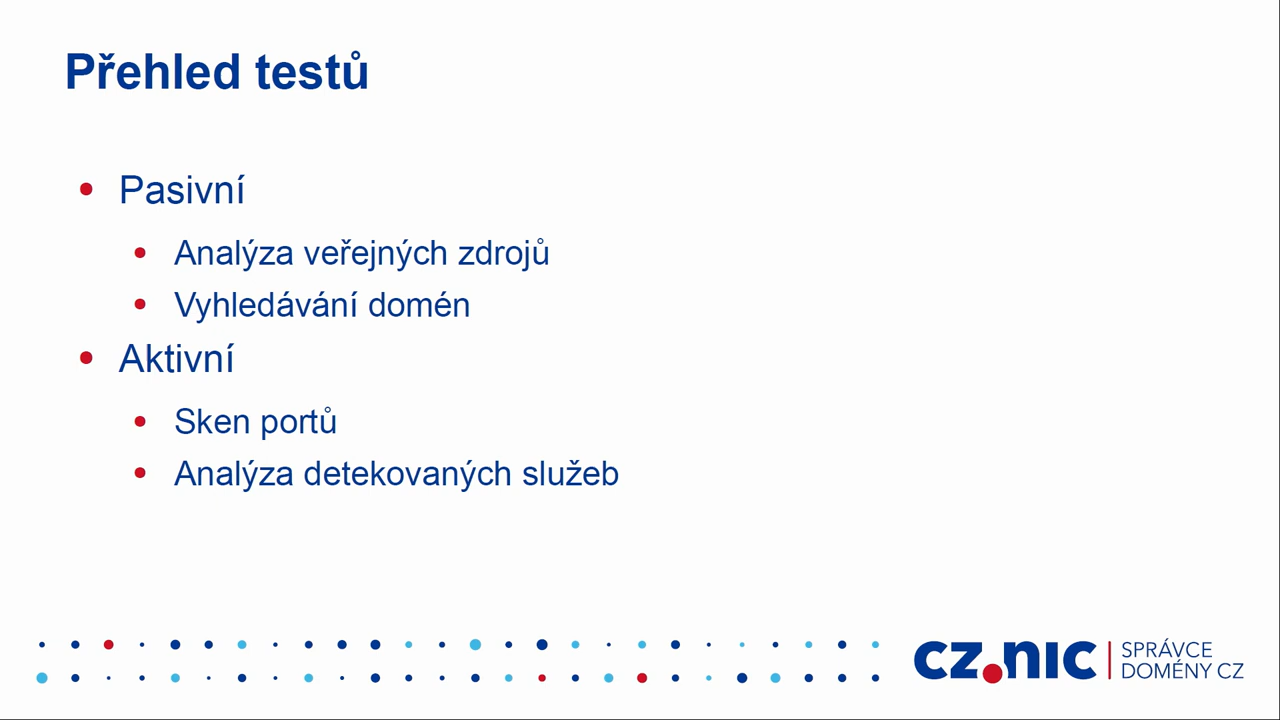 Přehled testů
Pasivní
Analýza veřejných zdrojů
Vyhledávání domén
Aktivní
Sken portů
Analýza detekovaných služeb
CZ.NIC
SPRÁVCE
DOMÉNY CZ